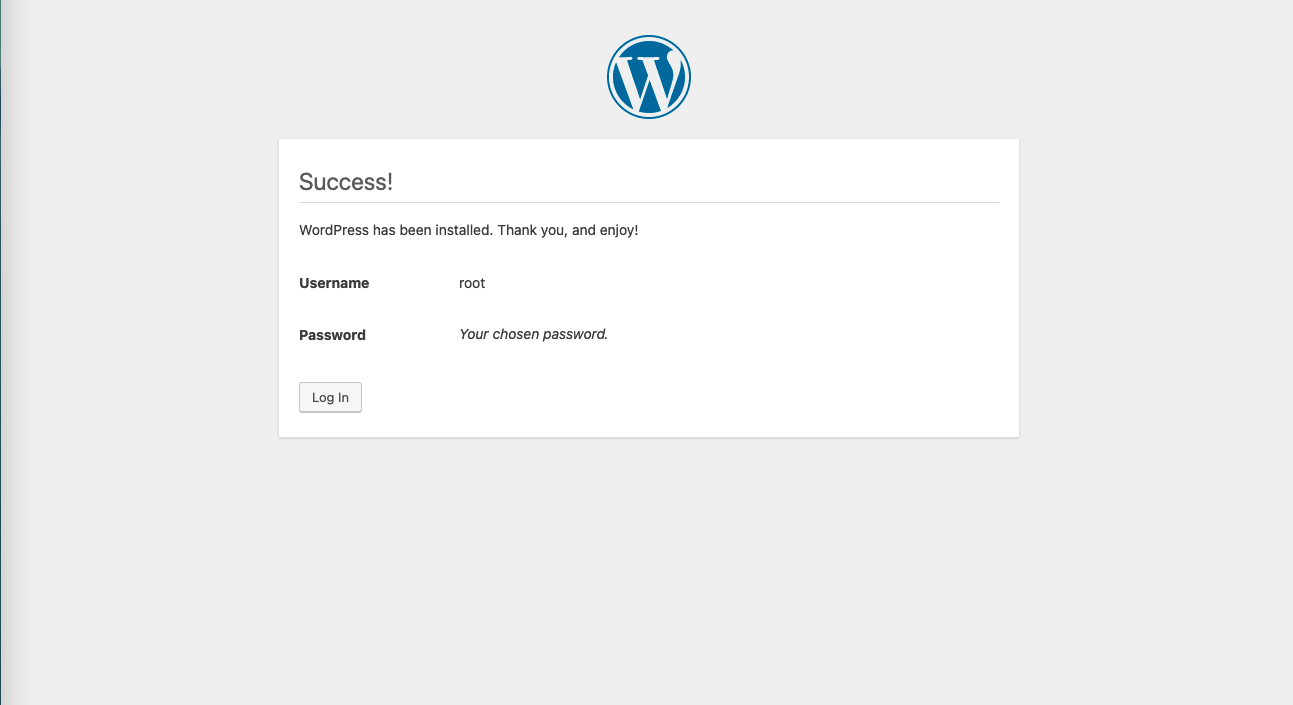 Success!
WordPress has been installed. Thank you, and enjoy!
Username root
Password Your chosen password.
Log In